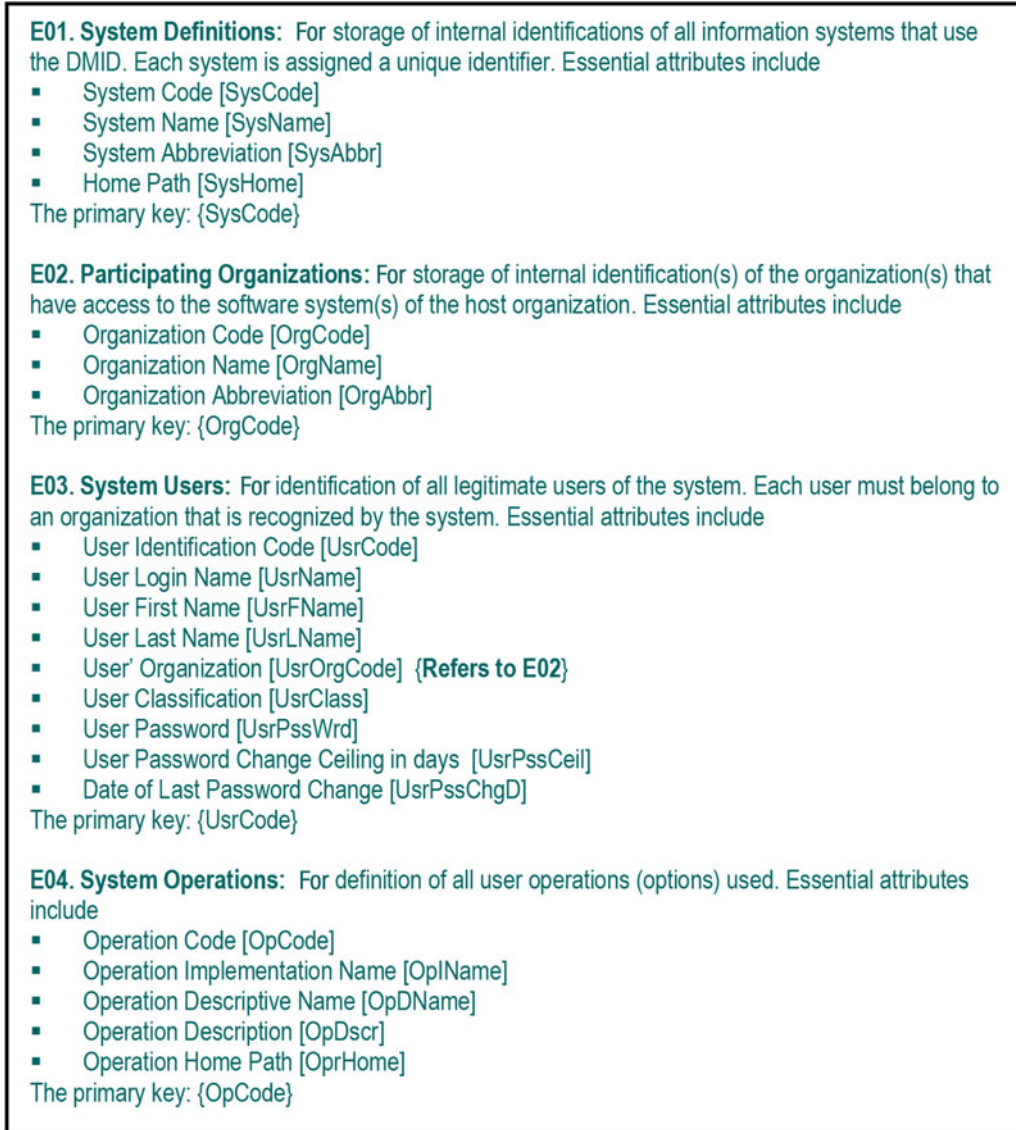 E01. System Definitions: For storage of internal identifications of all information systems that use
the DMID. Each system is assigned a unique identifier. Essential attributes include
▪ System Code [SysCode]
▪ System Name [SysName]
▪ System Abbreviation [SysAbbr]
▪ Home Path [SysHome]
The primary key: {SysCode}
E02. Participating Organizations: For storage of internal identification(s) of the organization(s) that
have access to the software system(s) of the host organization. Essential attributes include
▪ Organization Code [OrgCode]
▪ Organization Name [OrgName]
▪ Organization Abbreviation [OrgAbbr]
The primary key: {OrgCode}
E03. System Users: For identification of all legitimate users of the system. Each user must belong to
an organization that is recognized by the system. Essential attributes include
▪ User Identification Code [UsrCode]
▪ User Login Name [UsrName]
▪ User First Name [UsrFName]
▪ User Last Name [UsrLName]
▪ User' Organization [UsrOrgCode] {Refers to E02}
▪ User Classification [UsrClass]
▪ User Password [UsrPssWrd]
▪ User Password Change Ceiling in days [UsrPssCeil]
▪ Date of Last Password Change [UsrPssChgD]
The primary key: {UsrCode}
E04. System Operations: For definition of all user operations (options) used. Essential attributes
include
▪ Operation Code [OpCode]
▪ Operation Implementation Name [OpIName]
▪ Operation Descriptive Name [OpDName]
▪ Operation Description [OpDscr]
▪ Operation Home Path [OprHome]
The primary key: {OpCode}